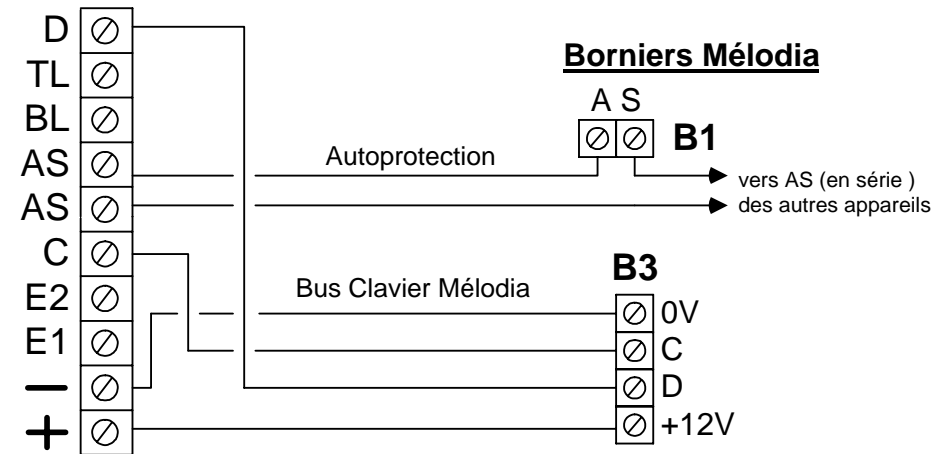 D
TL
BL
AS
AS
C
E2
E1
−
+
Borniers Mélodia
A S
B1
Autoprotection
vers AS (en série )
des autres appareils
B3
Bus Clavier Mélodia
0V
C
D
+12V